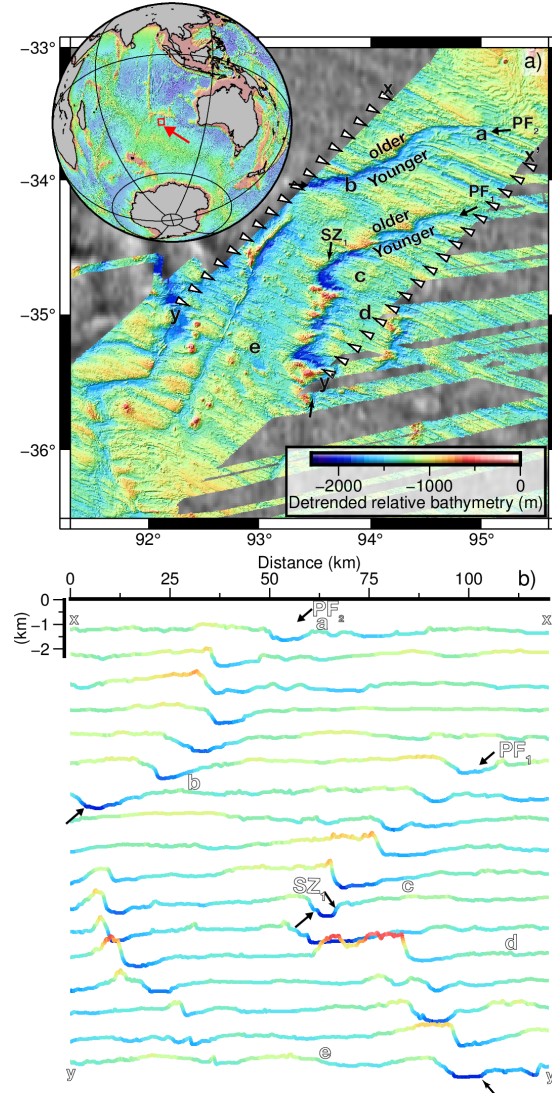 −33°
a)
x
PF2
a
older
Younger
x'
b
−34°
PF1
older
Younger
SZ1
c
d
y
−35°
e
y'
−36°
−2000 −1000 0
Detrended relative bathymetry (m)
92° 93° 94° 95°
Distance (km)
0 25 50 75 100 b)
0
−1
−2
(km)
x
PF2
a
x'
PF1
b
SZ1
c
d
e
y
y'